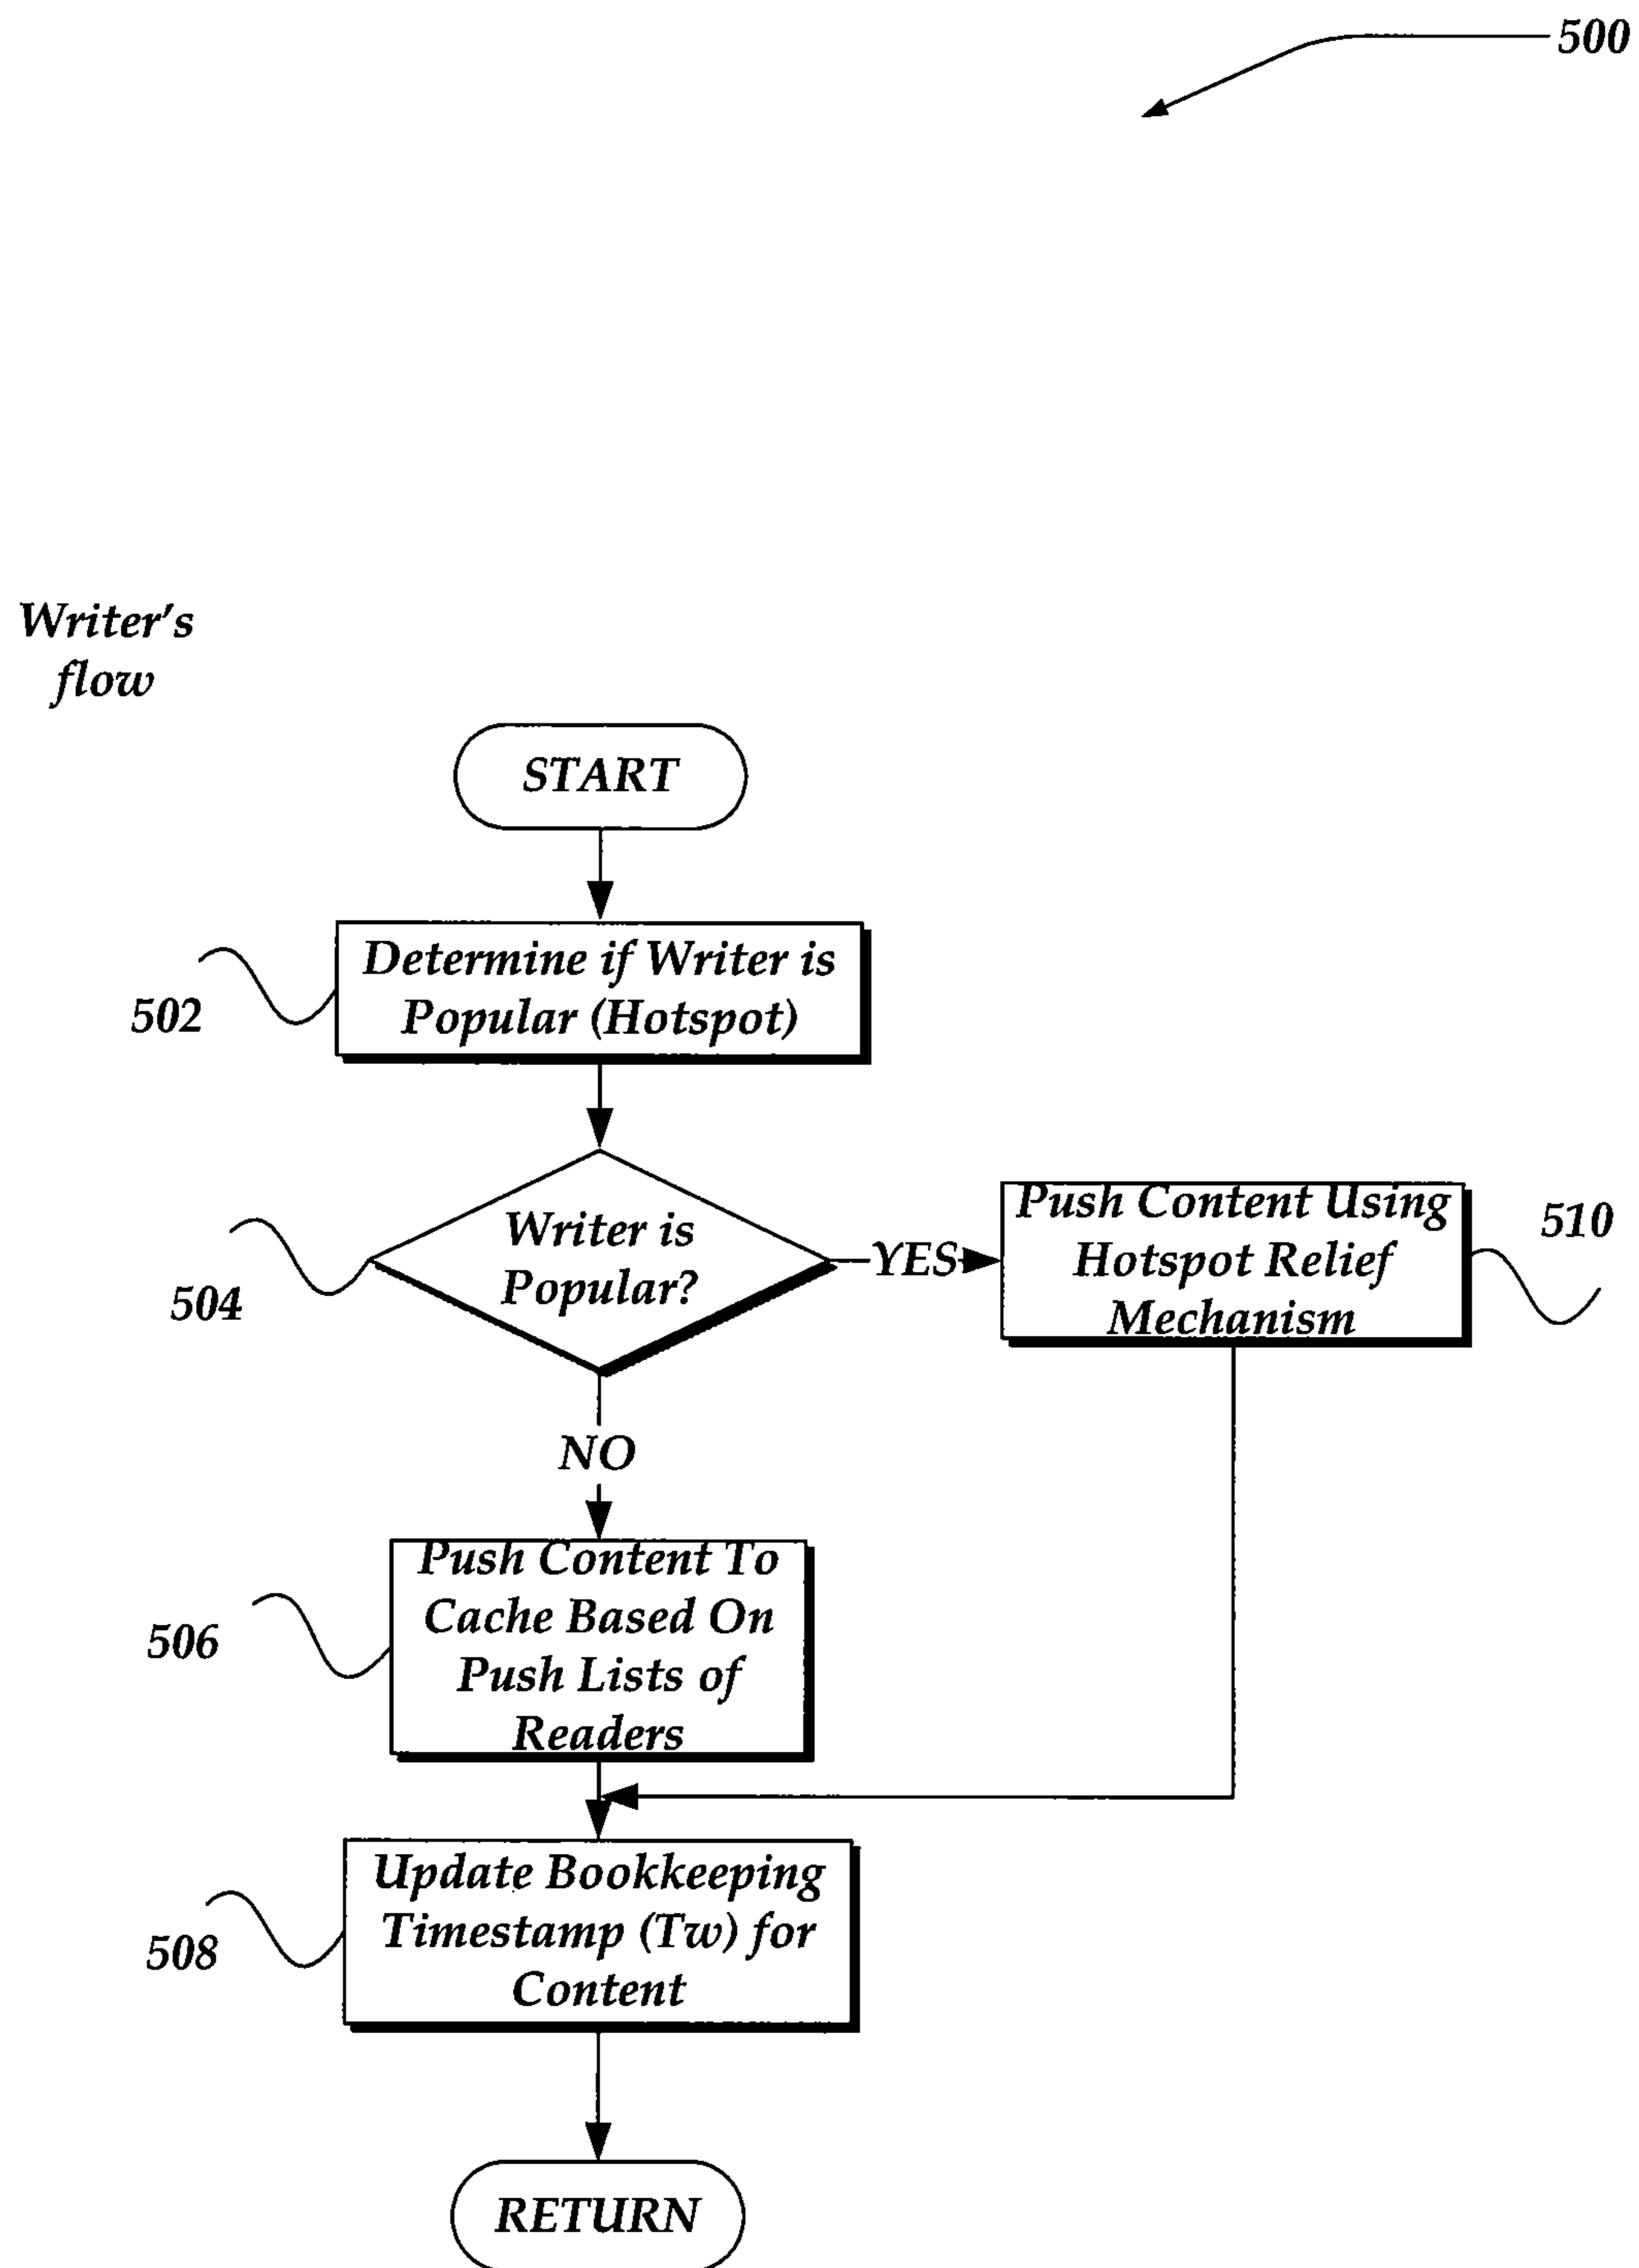 500
Writer's
flow
START
Determine if Writer is
Popular (Hotspot)
502
Writer is
Popular?
504
YES
Push Content Using
Hotspot Relief
Mechanism
510
NO
Push Content To
Cache Based On
Push Lists of
Readers
506
Update Bookkeeping
Timestamp (Tw) for
Content
508
RETURN